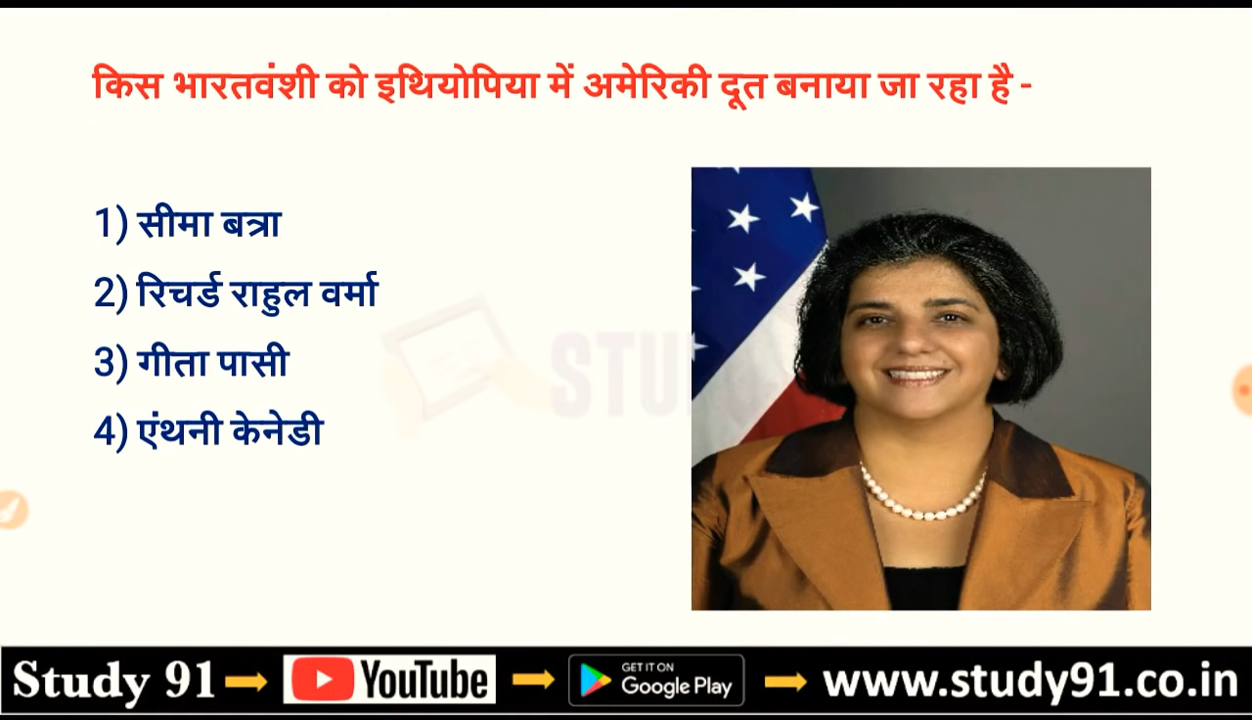 किस भारतवंशी को इथियोपिया में अमेरिकी दूत बनाया जा रहा है -
1) सीमा बत्रा
2) रिचर्ड राहुल वर्मा
3) गीता पासी
4) एंथनी केनेडी
STU
Study 91 YouTube GET IT ON Google Play www.study91.co.in